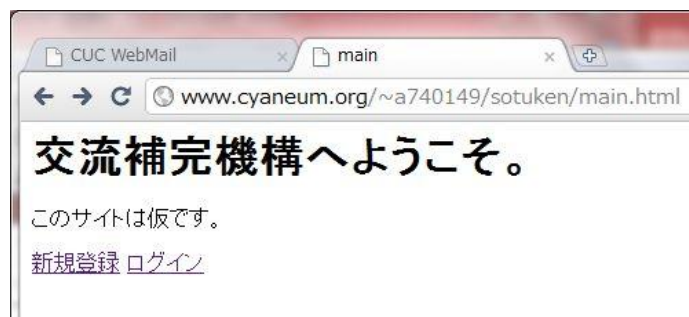 CUC WebMail
main
www.cyaneum.org/~a740149/sotuken/main.html
交流補完機構へようこそ。
このサイトは仮です。
新規登録 ログイン